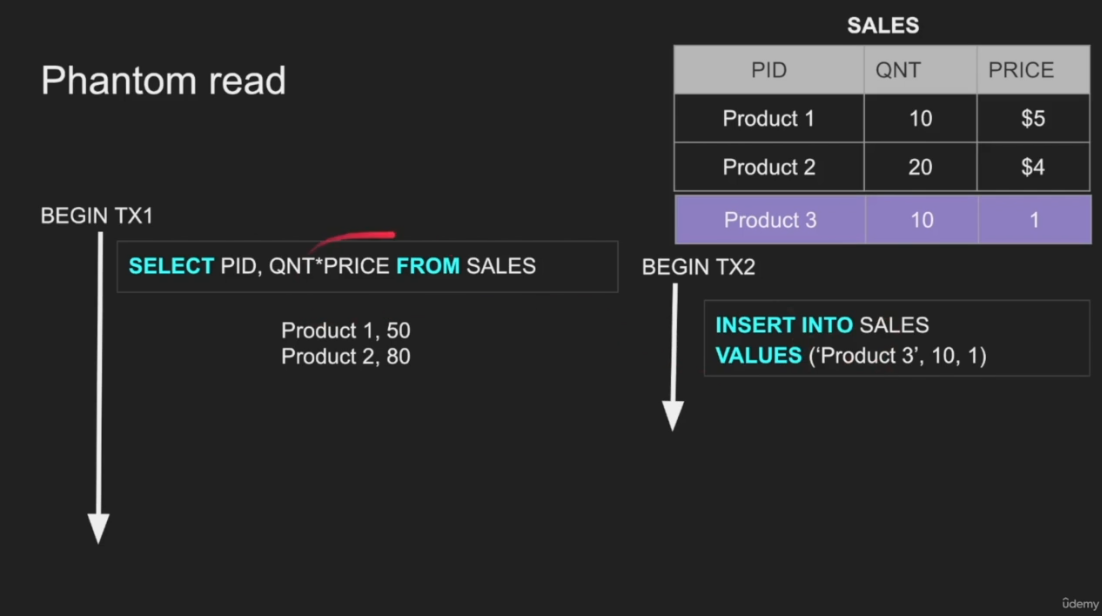 SALES
PID QNT PRICE
Phantom read
Product 1 10 $5
Product 2 20 $4
Product 3 10 1
BEGIN TX1
SELECT PID, QNT*PRICE FROM SALES
Product 1, 50
Product 2, 80
BEGIN TX2
INSERT INTO SALES
VALUES (‘Product 3’, 10, 1)
ûdemy